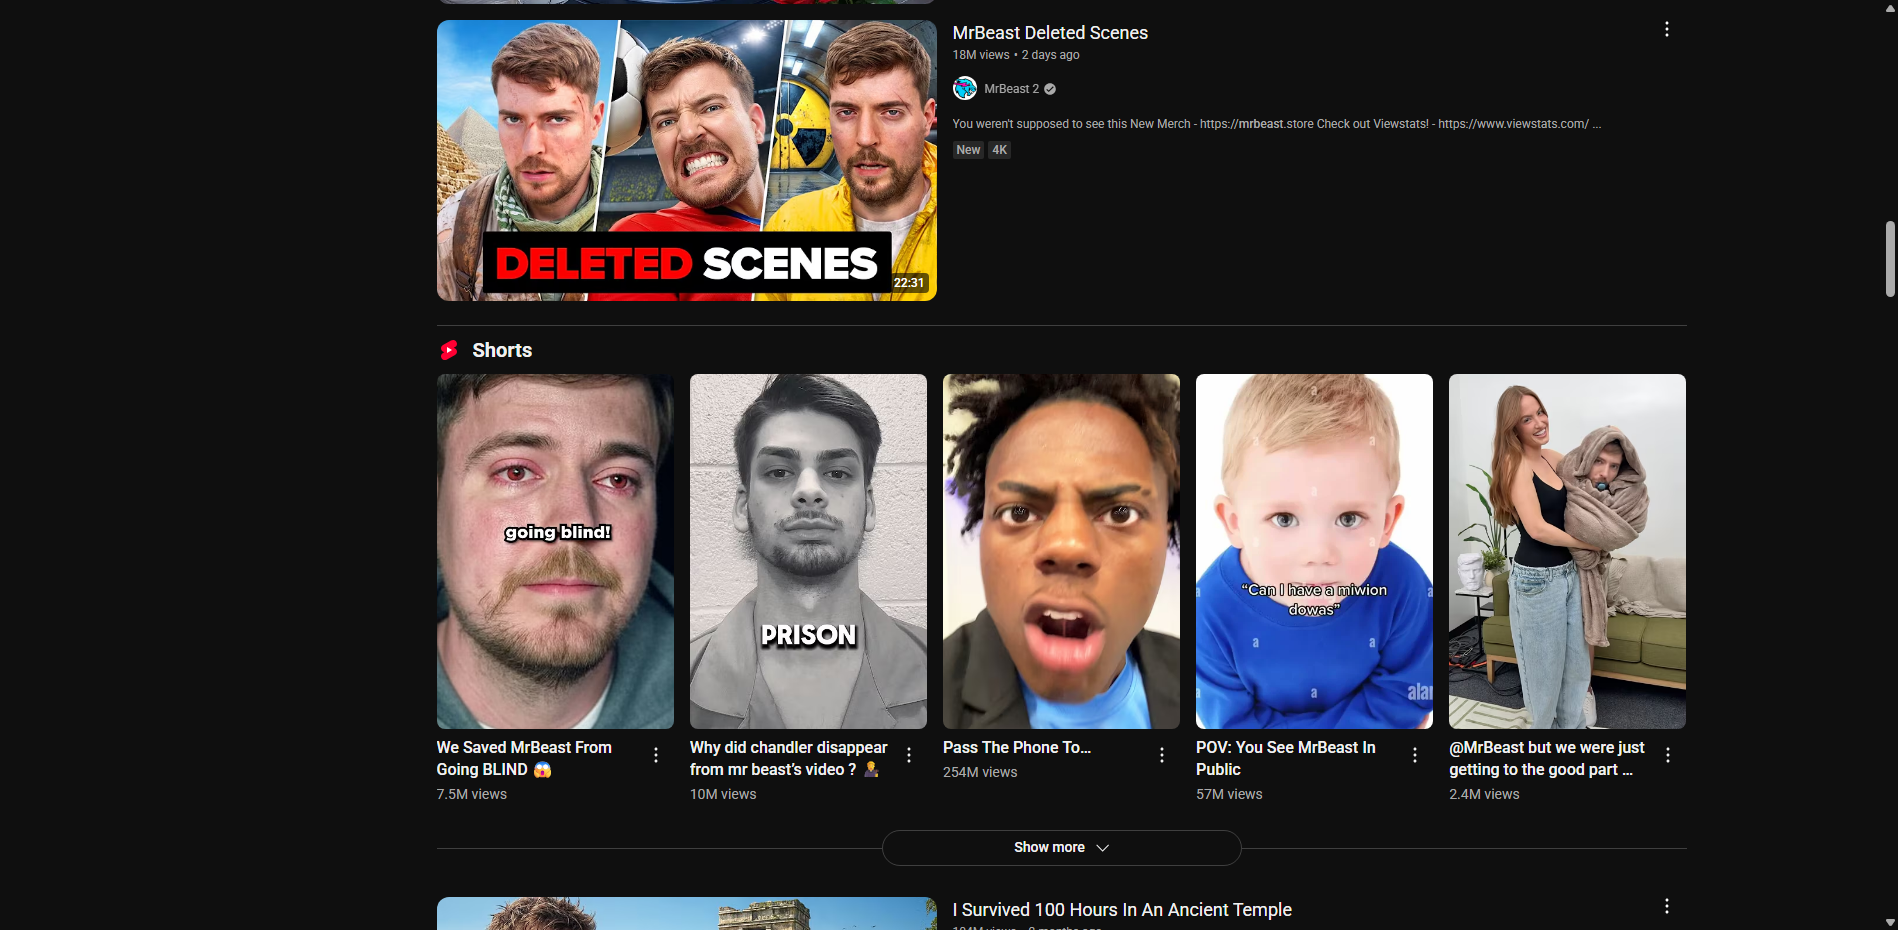 MrBeast Deleted Scenes
18M views • 2 days ago
MrBeast 2
You weren't supposed to see this New Merch - https://mrbeast.store Check out Viewstats! - https://www.viewstats.com/ ...
New 4K
DELETED SCENES
22:31
Shorts
going blind!
PRISON
“Can I have a miwion
dowas”
a
a
a
a
a
a
a
a
a
alar
We Saved MrBeast From
Going BLIND 😱
7.5M views
Why did chandler disappear
from mr beast’s video ? 🤷‍♂️
10M views
Pass The Phone To...
254M views
POV: You See MrBeast In
Public
57M views
@MrBeast but we were just
getting to the good part ...
2.4M views
Show more
I Survived 100 Hours In An Ancient Temple